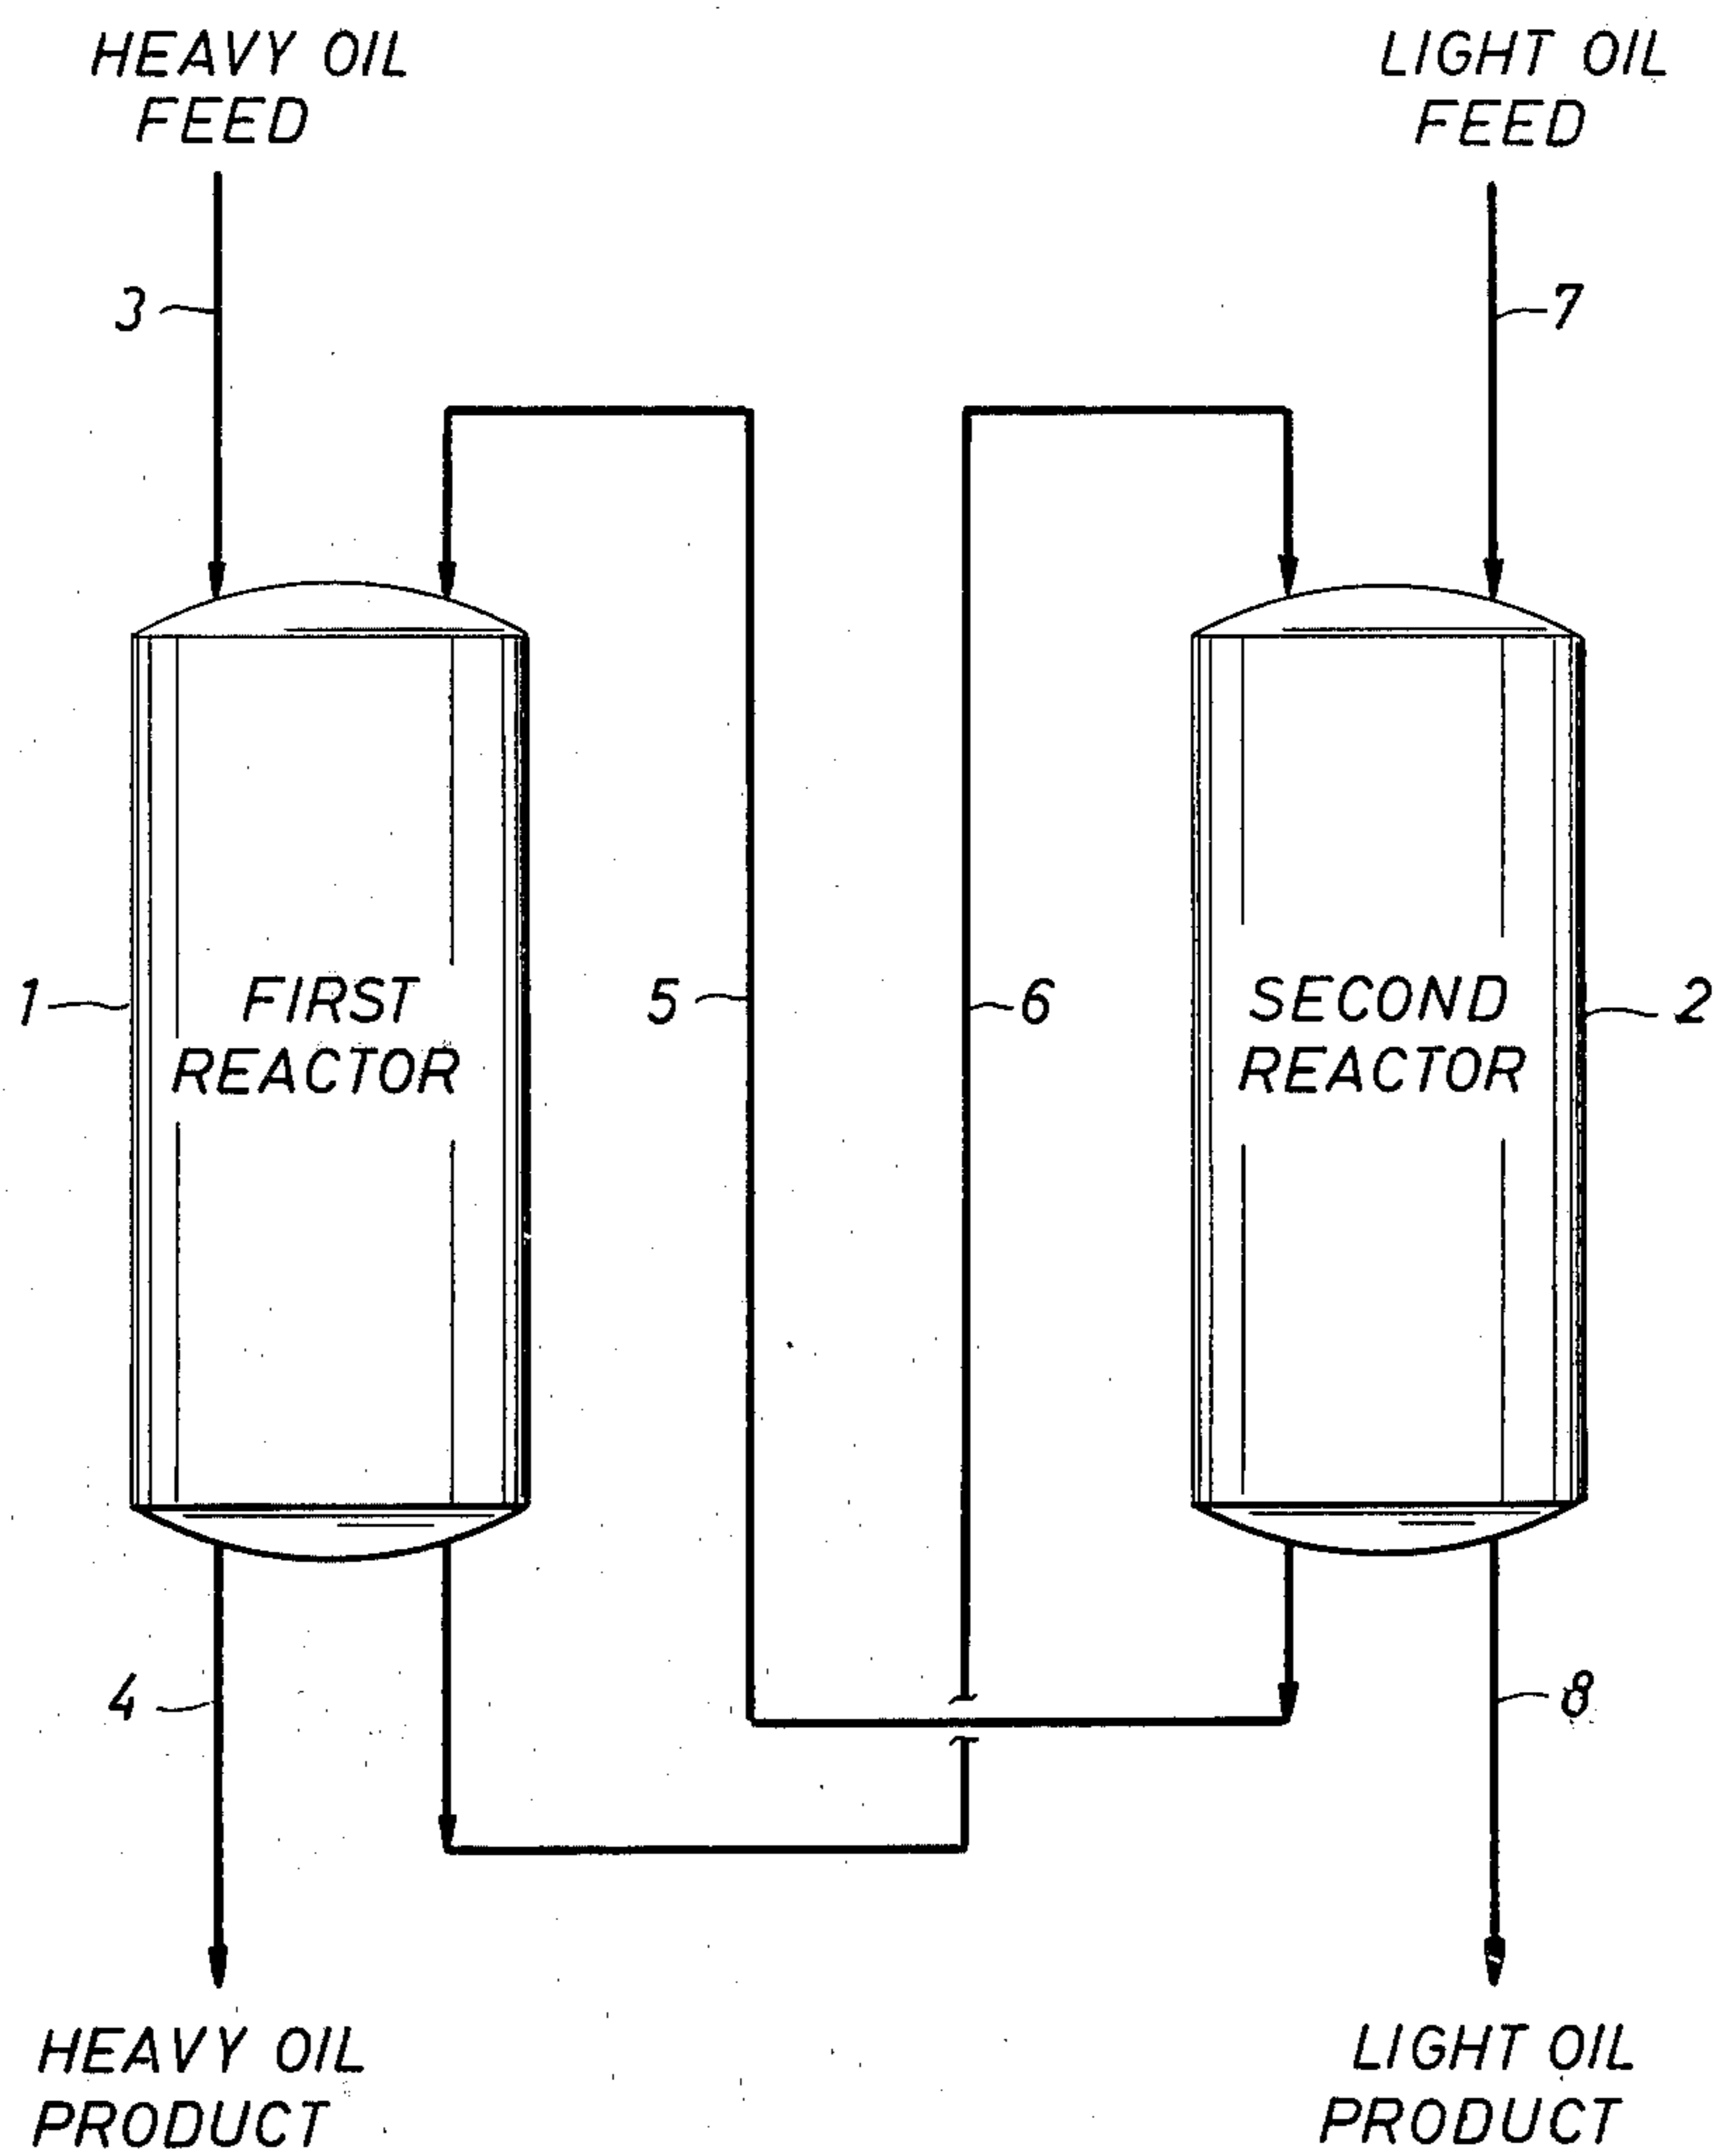 HEAVY OIL
FEED
LIGHT OIL
FEED
3
7
1
FIRST
REACTOR
5
6
SECOND
REACTOR
2
4
8
HEAVY OIL
PRODUCT
LIGHT OIL
PRODUCT